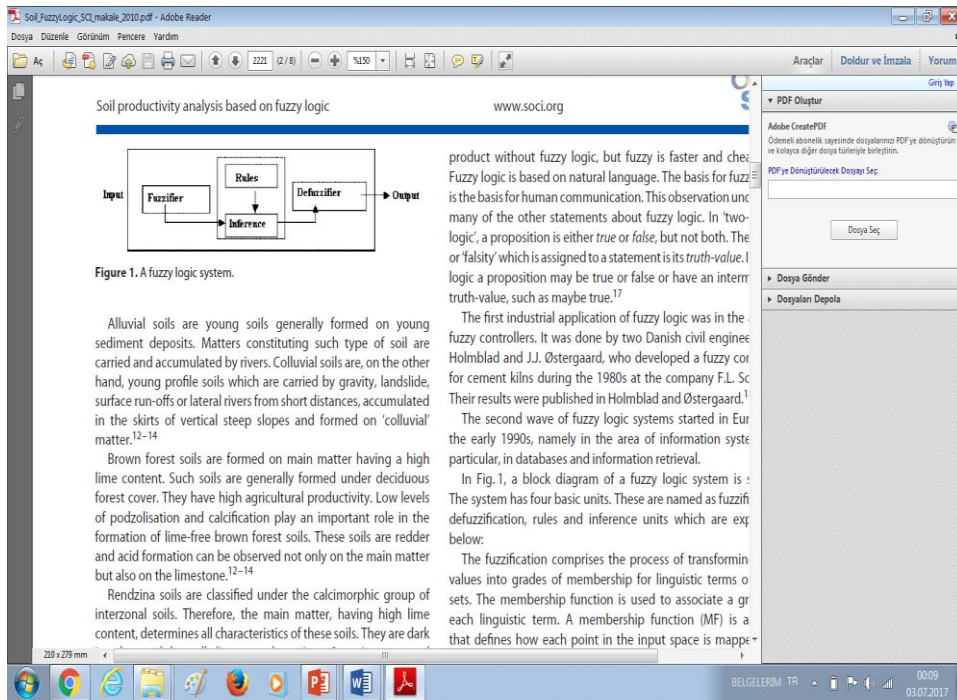 Soil_FuzzyLogic_SCI_makale_2010.pdf - Adobe Reader
Dosya Düzenle Görünüm Pencere Yardım
Aç 2221 (2 / 8) %150 Araçlar Doldur ve İmzala Yorum
Giriş Yap
Soil productivity analysis based on fuzzy logic www.soci.org
Input
Fuzzifier
Rules
Inference
Defuzzifier
Output
Figure 1. A fuzzy logic system.
Alluvial soils are young soils generally formed on young
sediment deposits. Matters constituting such type of soil are
carried and accumulated by rivers. Colluvial soils are, on the other
hand, young profile soils which are carried by gravity, landslide,
surface run-offs or lateral rivers from short distances, accumulated
in the skirts of vertical steep slopes and formed on 'colluvial'
matter.12–14
Brown forest soils are formed on main matter having a high
lime content. Such soils are generally formed under deciduous
forest cover. They have high agricultural productivity. Low levels
of podzolisation and calcification play an important role in the
formation of lime-free brown forest soils. These soils are redder
and acid formation can be observed not only on the main matter
but also on the limestone.12–14
Rendzina soils are classified under the calcimorphic group of
interzonal soils. Therefore, the main matter, having high lime
content, determines all characteristics of these soils. They are dark
product without fuzzy logic, but fuzzy is faster and chea
Fuzzy logic is based on natural language. The basis for fuzz
is the basis for human communication. This observation und
many of the other statements about fuzzy logic. In 'two-
logic', a proposition is either true or false, but not both. The
or 'falsity' which is assigned to a statement is its truth-value. I
logic a proposition may be true or false or have an interm
truth-value, such as maybe true.17
The first industrial application of fuzzy logic was in the
fuzzy controllers. It was done by two Danish civil enginee
Holmblad and J.J. Østergaard, who developed a fuzzy con
for cement kilns during the 1980s at the company F.L. Sc
Their results were published in Holmblad and Østergaard.1
The second wave of fuzzy logic systems started in Eur
the early 1990s, namely in the area of information syste
particular, in databases and information retrieval.
In Fig. 1, a block diagram of a fuzzy logic system is s
The system has four basic units. These are named as fuzzifi
defuzzification, rules and inference units which are exp
below:
The fuzzification comprises the process of transformin
values into grades of membership for linguistic terms o
sets. The membership function is used to associate a gr
each linguistic term. A membership function (MF) is a
that defines how each point in the input space is mappe
PDF Oluştur
Adobe CreatePDF
Ödemeli abonelik sayesinde dosyalarınızı PDF'ye dönüştürün
ve kolayca diğer dosya türleriyle birleştirin.
PDF'ye Dönüştürülecek Dosyayı Seç:
Dosya Seç
Dosya Gönder
Dosyaları Depola
210 x 279 mm
BELGELERİM TR 00:09
03.07.2017